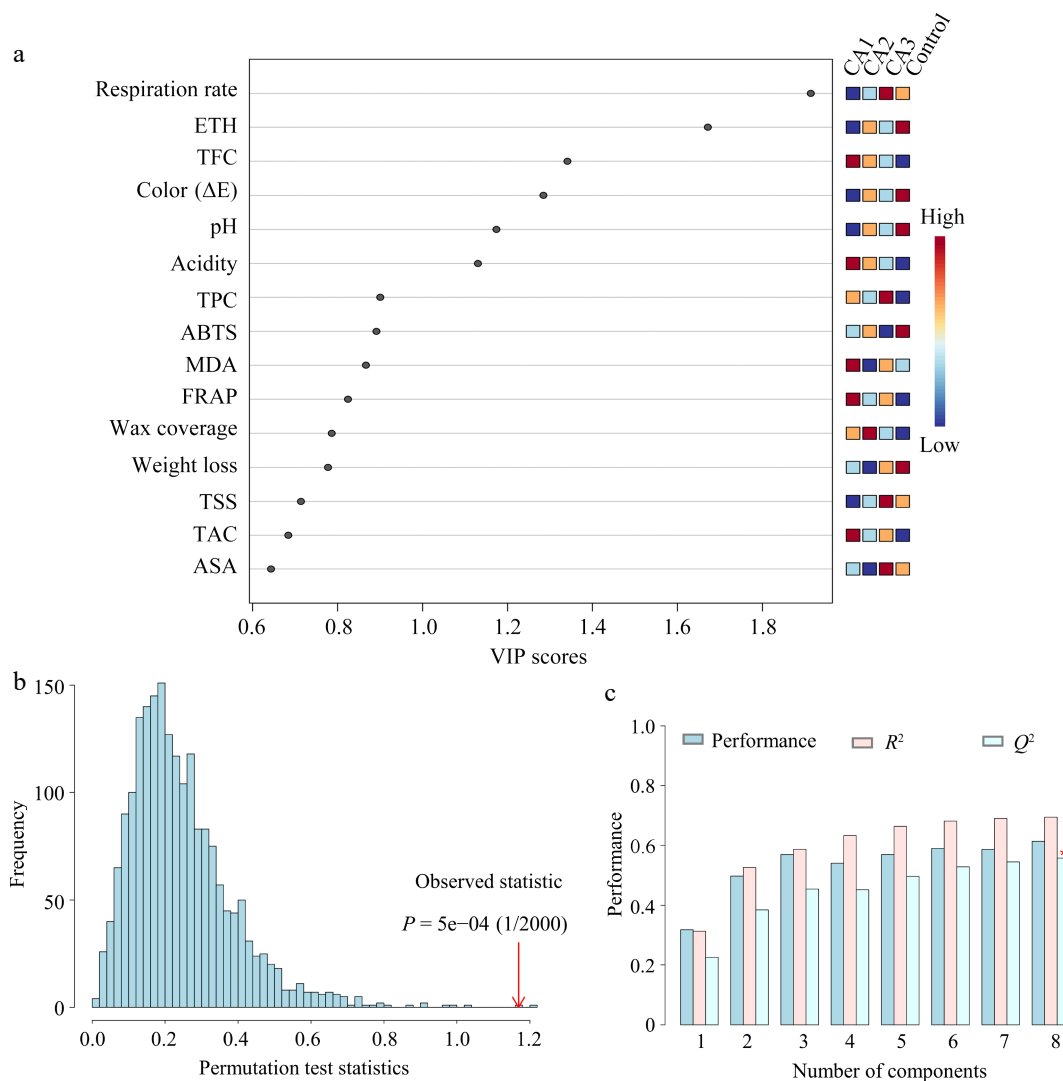 a
CA1
CA2
CA3
Control
Respiration rate
ETH
TFC
Color (ΔE)
pH
Acidity
TPC
ABTS
MDA
FRAP
Wax coverage
Weight loss
TSS
TAC
ASA
High
Low
0.6 0.8 1.0 1.2 1.4 1.6 1.8
VIP scores
b
150
100
50
0
Frequency
Observed statistic
P = 5e−04 (1/2000)
0.0 0.2 0.4 0.6 0.8 1.0 1.2
Permutation test statistics
c
1.0
0.8
0.6
0.4
0.2
0
Performance
Performance R² Q²
*
1 2 3 4 5 6 7 8
Number of components